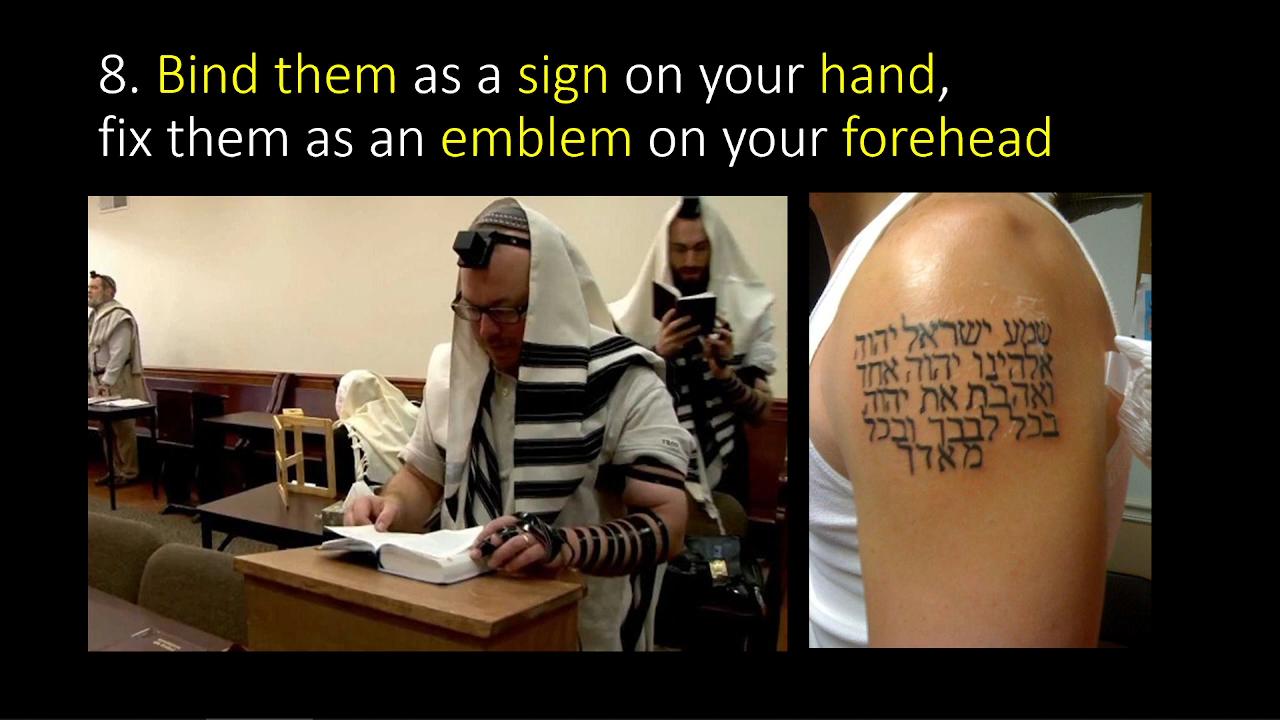 8. Bind them as a sign on your hand,
fix them as an emblem on your forehead
שמע ישראל יהוה
אלהינו יהוה אחד
ואהבת את יהוה
בכל לבבך ובכל
מאדך